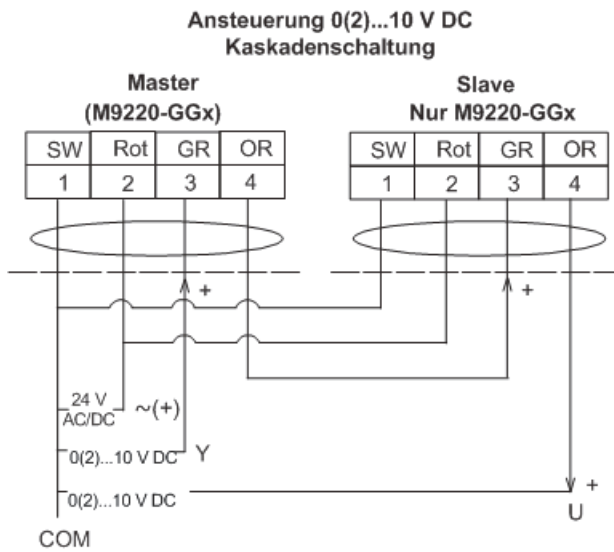 Ansteuerung 0(2)...10 V DC
Kaskadenschaltung
Master
(M9220-GGx)
Slave
Nur M9220-GGx
SW Rot GR OR
1 2 3 4
SW Rot GR OR
1 2 3 4
+ +
24 V
AC/DC ~(+)
0(2)...10 V DC Y
0(2)...10 V DC +
U
COM